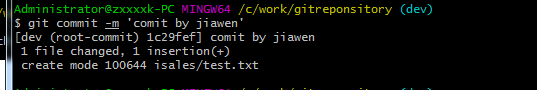 Administrator@zxxxxk-PC MINGW64 /c/work/gitreponsitory (dev)
$ git commit -m 'comit by jiawen'
[dev (root-commit) 1c29fef] comit by jiawen
 1 file changed, 1 insertion(+)
 create mode 100644 isales/test.txt